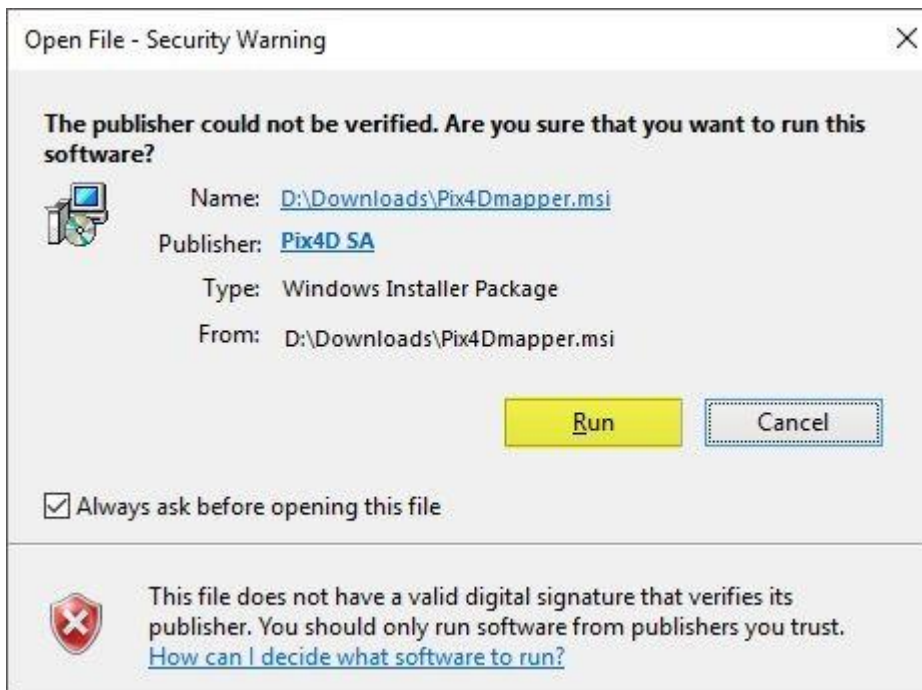 Open File - Security Warning
The publisher could not be verified. Are you sure that you want to run this
software?
Name: D:\Downloads\Pix4Dmapper.msi
Publisher: Pix4D SA
Type: Windows Installer Package
From: D:\Downloads\Pix4Dmapper.msi
Run Cancel
Always ask before opening this file
This file does not have a valid digital signature that verifies its
publisher. You should only run software from publishers you trust.
How can I decide what software to run?